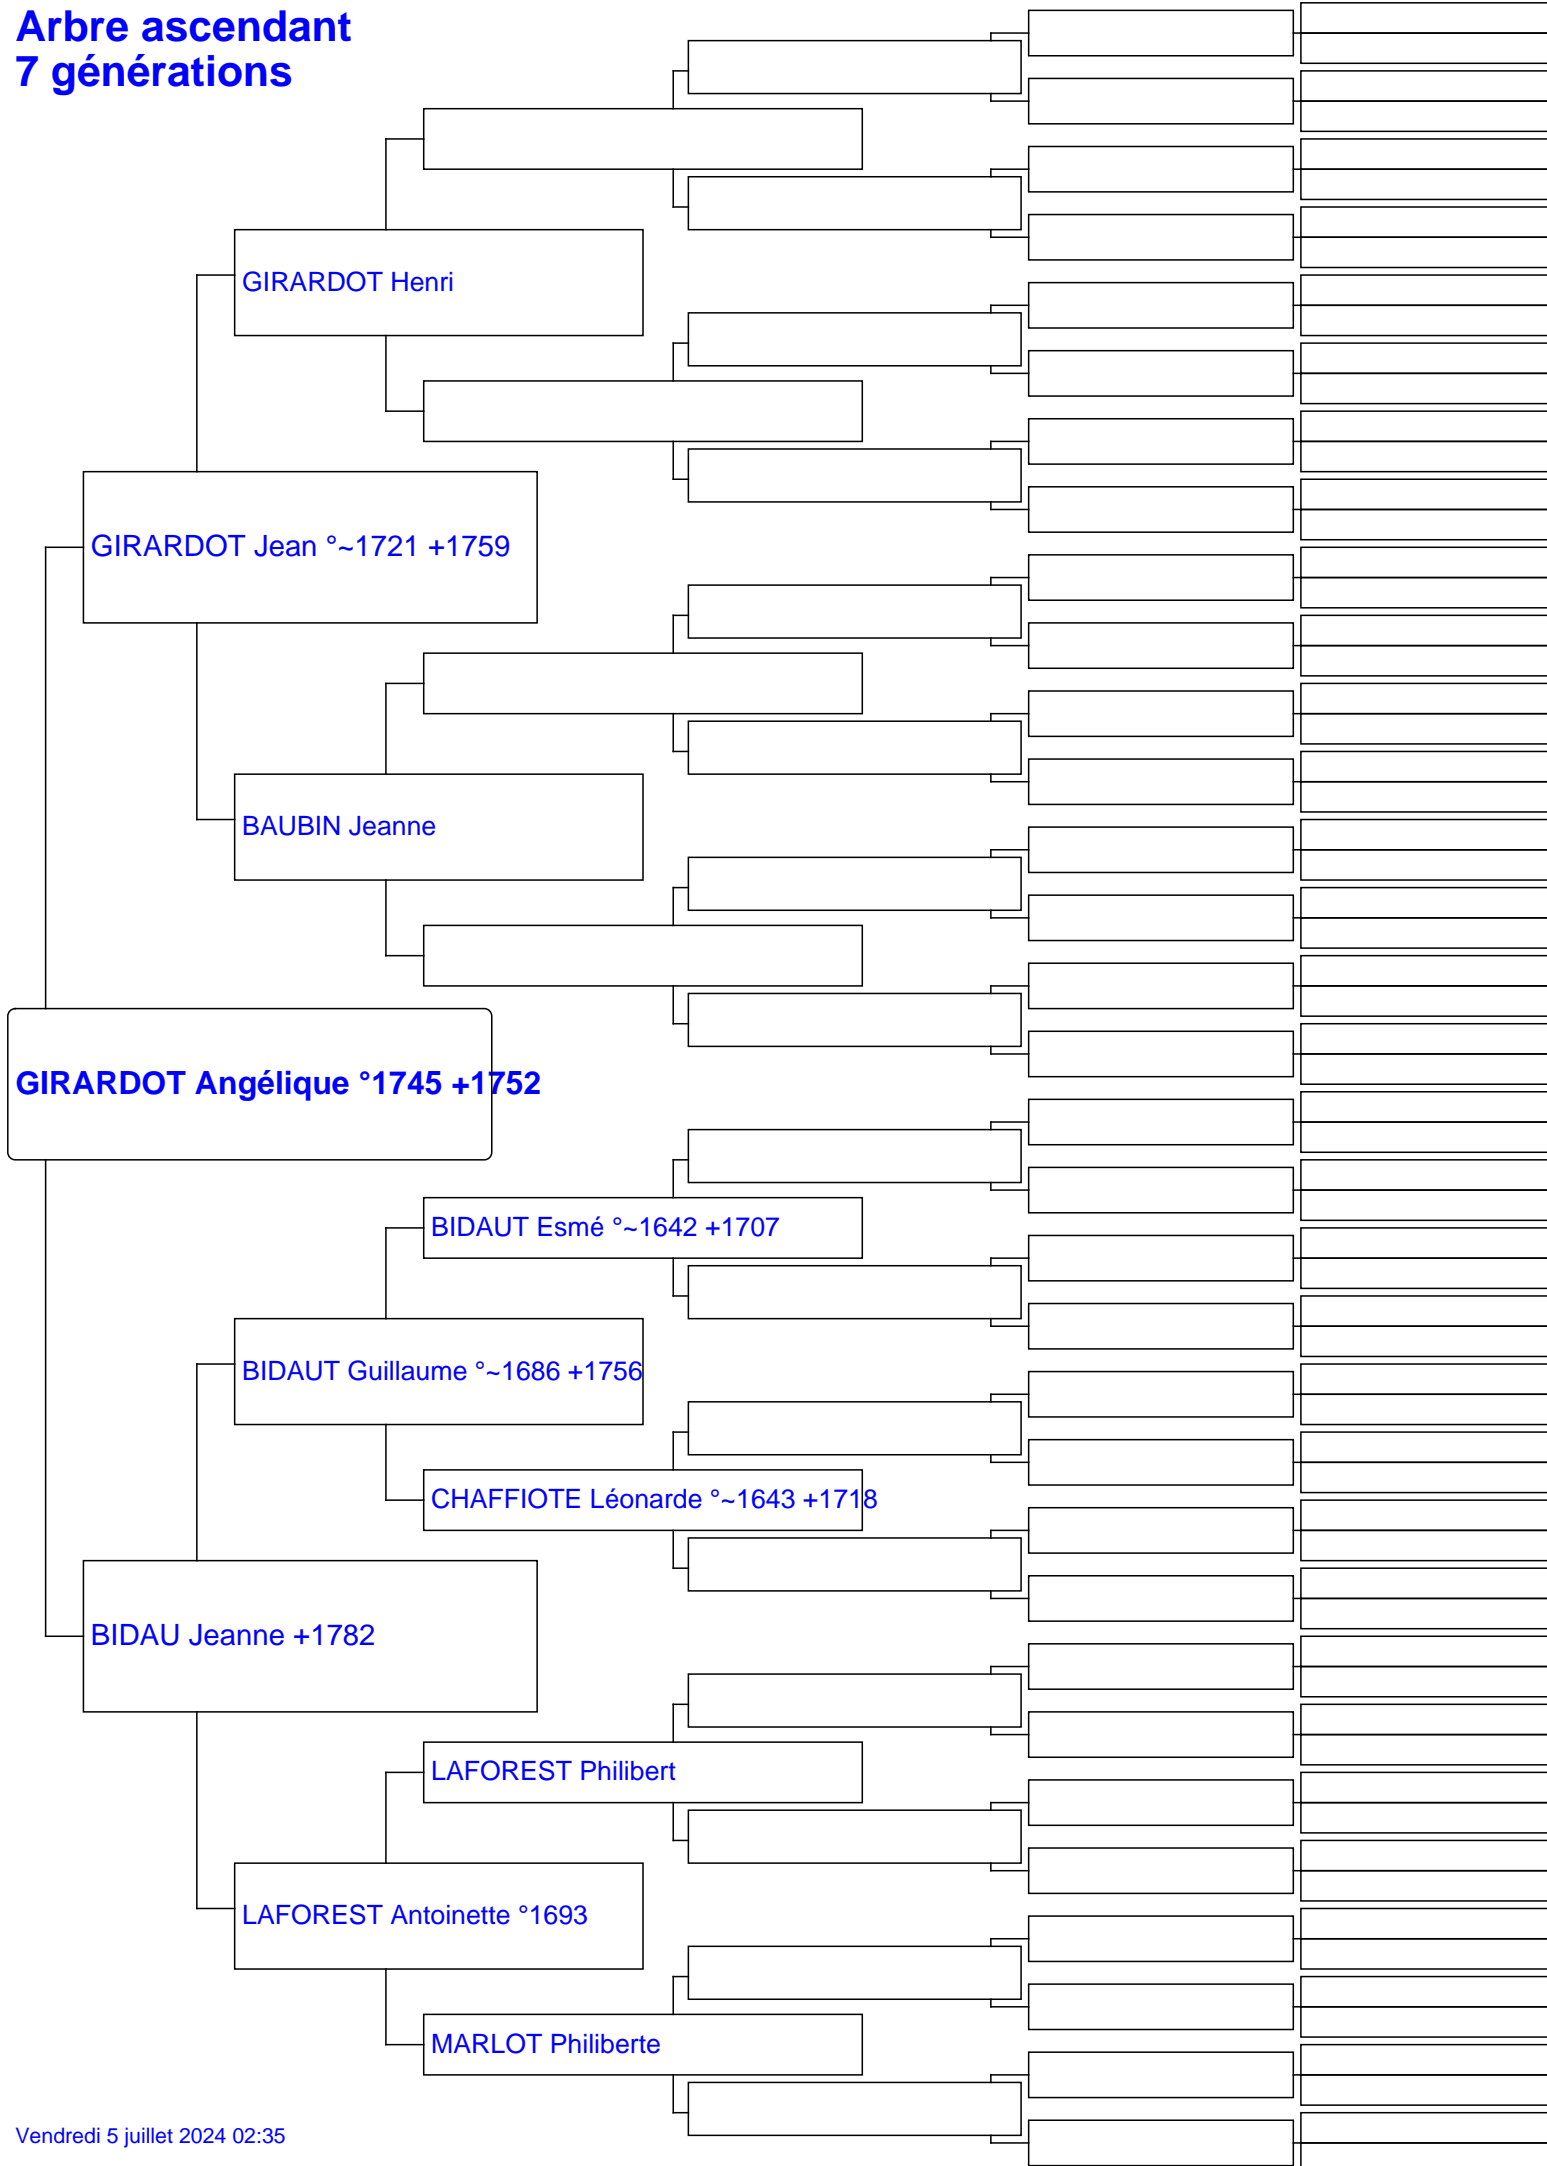 Arbre ascendant
7 générations
GIRARDOT Henri
GIRARDOT Jean °~1721 +1759
BAUBIN Jeanne
GIRARDOT Angélique °1745 +1752
BIDAUT Esmé °~1642 +1707
BIDAUT Guillaume °~1686 +1756
CHAFFIOTE Léonarde °~1643 +1718
BIDAU Jeanne +1782
LAFOREST Philibert
LAFOREST Antoinette °1693
MARLOT Philiberte
Vendredi 5 juillet 2024 02:35